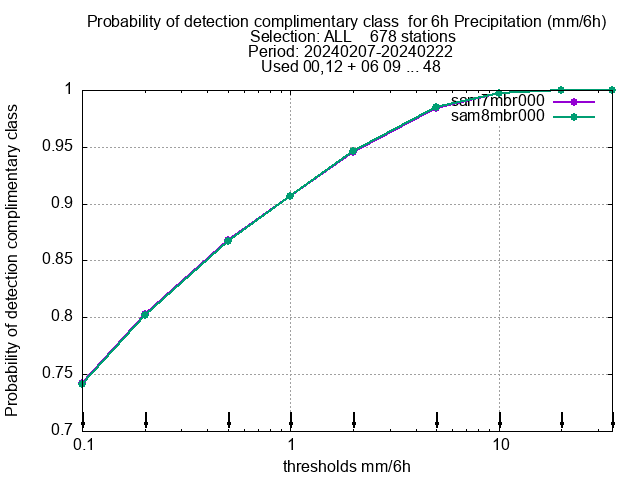 Probability of detection complimentary class  for 6h Precipitation (mm/6h)
Selection: ALL    678 stations
Period: 20240207-20240222
Used 00,12 + 06 09 ... 48
sam7mbr000
sam8mbr000
Probability of detection complimentary class
1
0.95
0.9
0.85
0.8
0.75
0.7
0.1
1
10
thresholds mm/6h